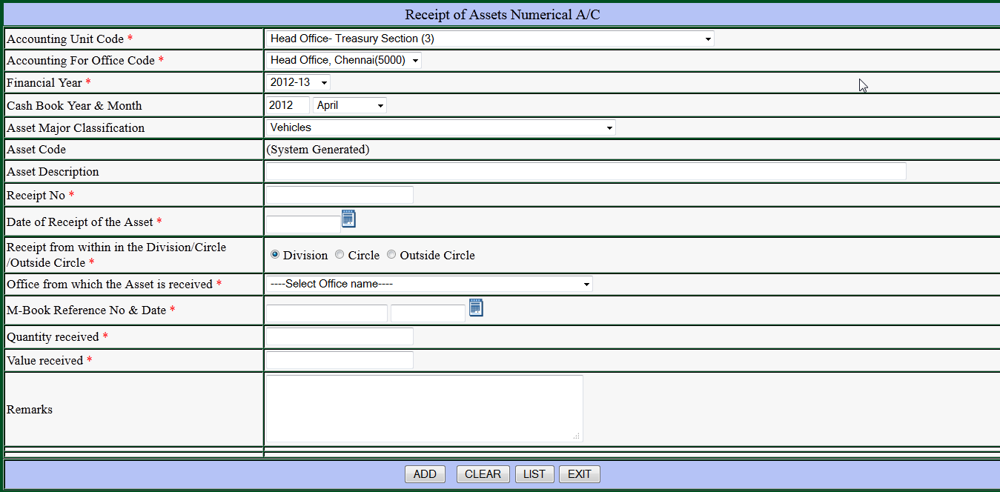 Receipt of Assets Numerical A/C
Accounting Unit Code * Head Office- Treasury Section (3)
Accounting For Office Code * Head Office, Chennai(5000)
Financial Year * 2012-13
Cash Book Year & Month 2012 April
Asset Major Classification Vehicles
Asset Code (System Generated)
Asset Description
Receipt No *
Date of Receipt of the Asset *
Receipt from within in the Division/Circle
/Outside Circle * Division Circle Outside Circle
Office from which the Asset is received * ----Select Office name----
M-Book Reference No & Date *
Quantity received *
Value received *
Remarks
ADD CLEAR LIST EXIT